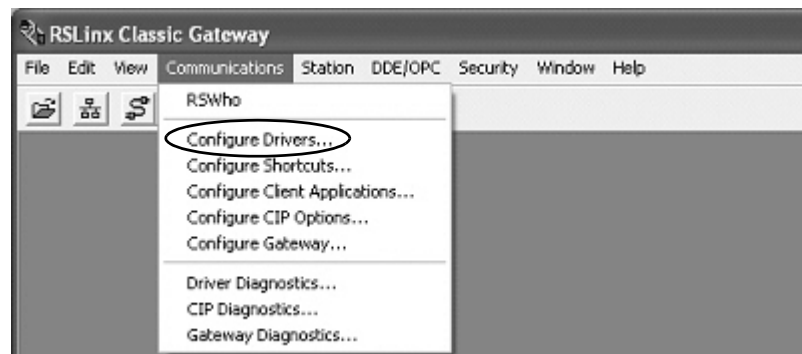 RSLinx Classic Gateway
File Edit View Communications Station DDE/OPC Security Window Help
RSWho
Configure Drivers...
Configure Shortcuts...
Configure Client Applications...
Configure CIP Options...
Configure Gateway...
Driver Diagnostics...
CIP Diagnostics...
Gateway Diagnostics...